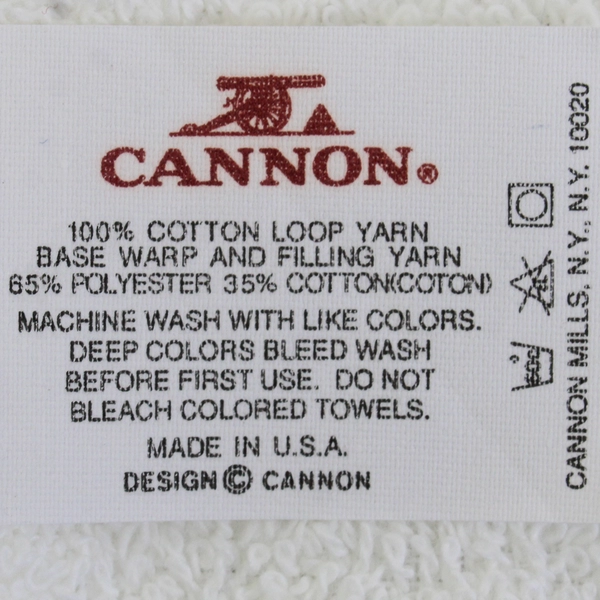 CANNON®
100% COTTON LOOP YARN
BASE WARP AND FILLING YARN
65% POLYESTER 35% COTTON(COTON)
MACHINE WASH WITH LIKE COLORS.
DEEP COLORS BLEED WASH
BEFORE FIRST USE. DO NOT
BLEACH COLORED TOWELS.
MADE IN U.S.A.
DESIGN © CANNON
CANNON MILLS, N.Y., N.Y. 10020